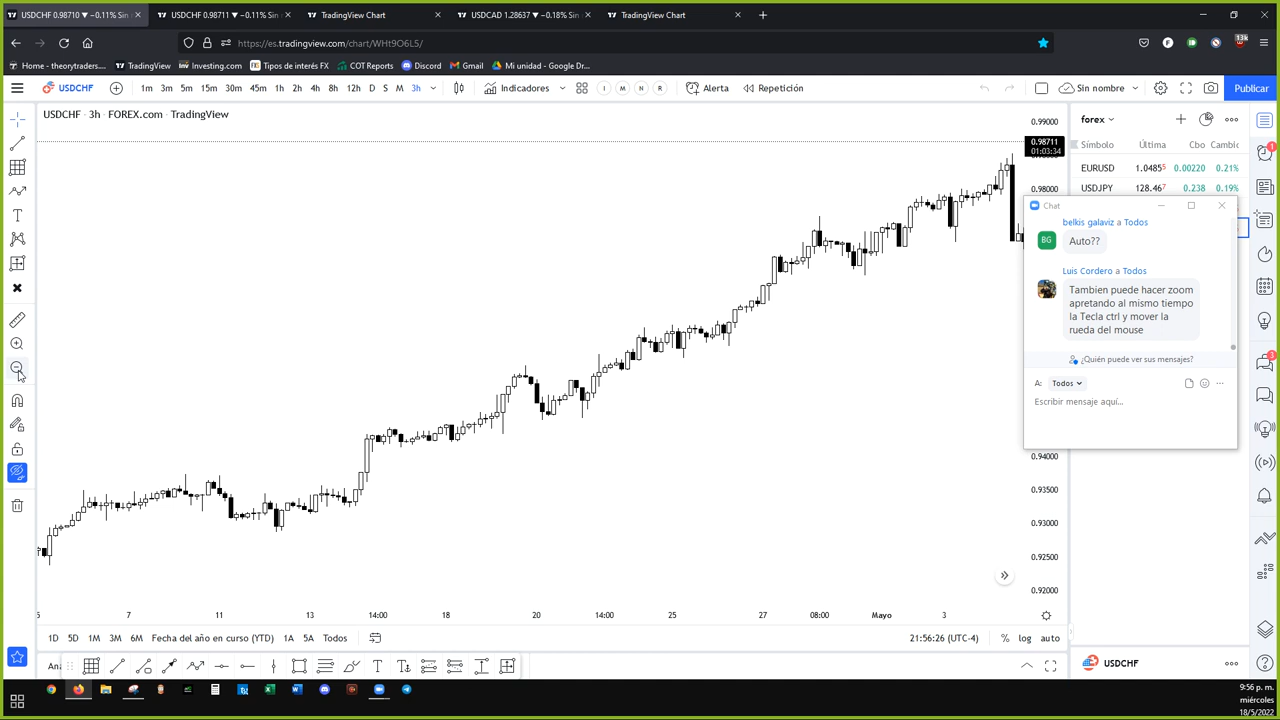 USDCHF 0.98710 ▼ −0.11% Sin
USDCHF 0.98711 ▼ −0.11% Sin
TradingView Chart
USDCAD 1.28637 ▼ −0.18% Sin
TradingView Chart
https://es.tradingview.com/chart/WHt9O6L5/
13k
Home - theorytraders....
TradingView
Investing.com
Tipos de interés FX
COT Reports
Discord
Gmail
Mi unidad - Google Dr...
USDCHF
1m 3m 5m 15m 30m 45m 1h 2h 4h 8h 12h D S M 3h
Indicadores
I M N R
Alerta
Repetición
Sin nombre
Publicar
USDCHF · 3h · FOREX.com · TradingView
0.99000
0.98711
01:03:34
0.98000
0.94000
0.93500
0.93000
0.92500
0.92000
forex
Símbolo Última Cbo Cambic
EURUSD 1.04855 0.00220 0.21%
USDJPY 128.467 0.238 0.19%
1
3
Chat
belkis galaviz a Todos
BG
Auto??
Luis Cordero a Todos
Tambien puede hacer zoom
apretando al mismo tiempo
la Tecla ctrl y mover la
rueda del mouse
¿Quién puede ver sus mensajes?
A: Todos
Escribir mensaje aquí...
7 11 13 14:00 18 20 14:00 25 27 08:00 Mayo 3
1D 5D 1M 3M 6M Fecha del año en curso (YTD) 1A 5A Todos
21:56:26 (UTC-4)
% log auto
USDCHF
9:56 p. m.
miércoles
18/5/2022